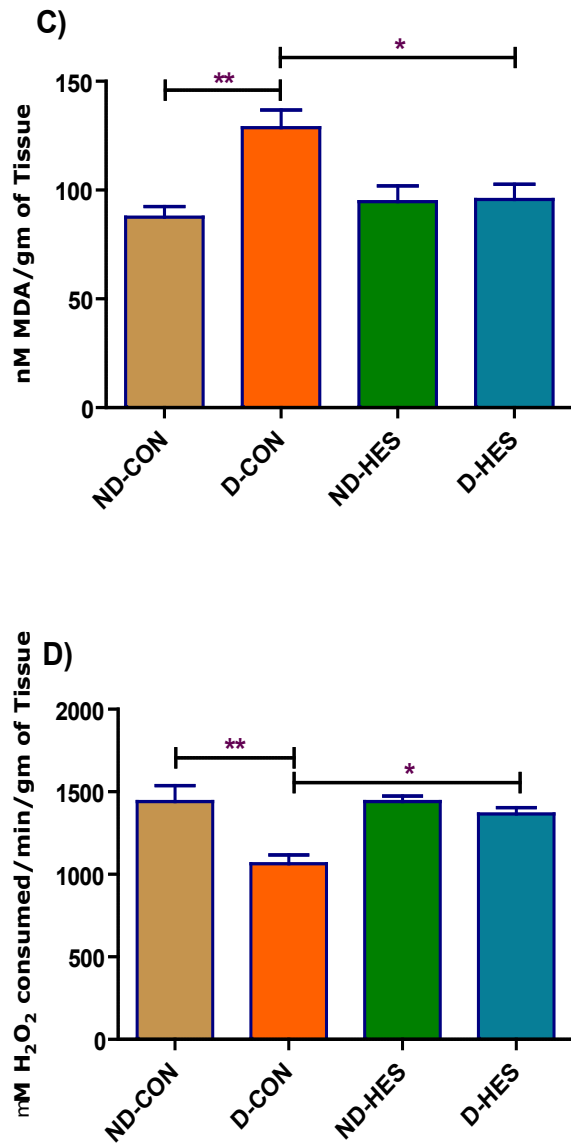 C)
**
*
nM MDA/gm of Tissue
150
100
50
0
ND-CON
D-CON
ND-HES
D-HES
D)
**
*
mM H₂O₂ consumed/min/gm of Tissue
2000
1500
1000
500
0
ND-CON
D-CON
ND-HES
D-HES